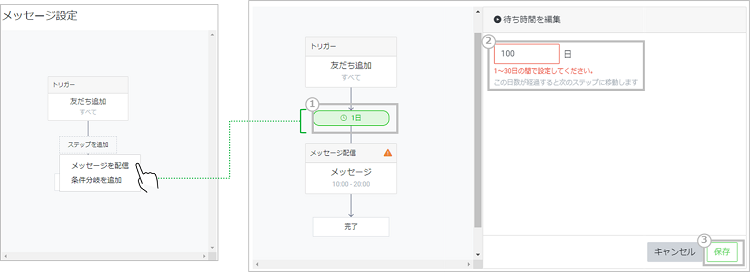 メッセージ設定
トリガー
友だち追加
すべて
ステップを追加
メッセージを配信
条件分岐を追加
トリガー
友だち追加
すべて
①
1日
メッセージ配信
メッセージ
10:00 - 20:00
完了
待ち時間を編集
②
100 日
1～30日の間で設定してください。
この日数が経過すると次のステップに移動します
③
キャンセル 保存